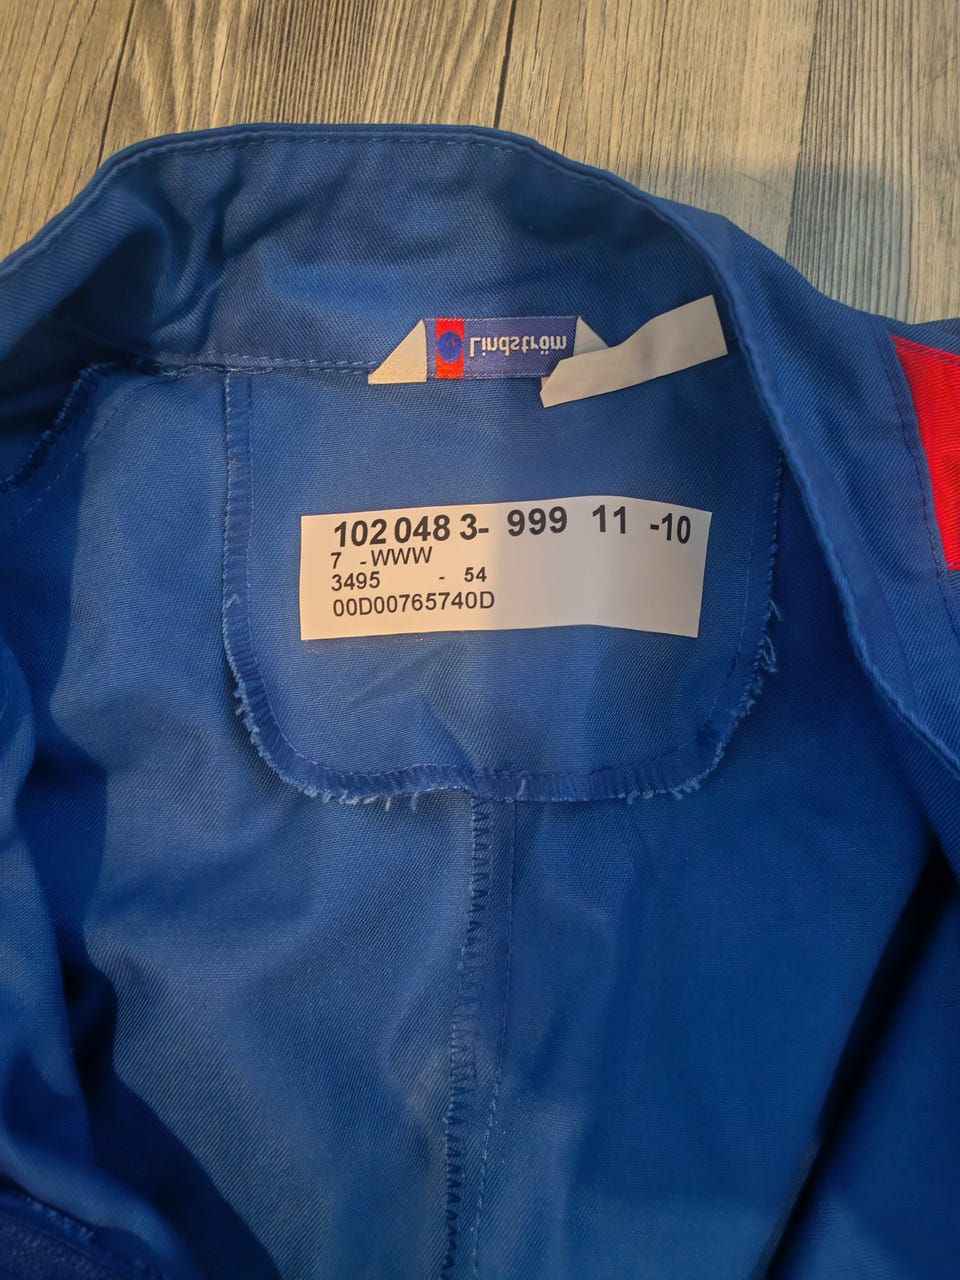 Lindström
102 048 3- 999 11 -10
7 -WWW
3495 - 54
00D00765740D